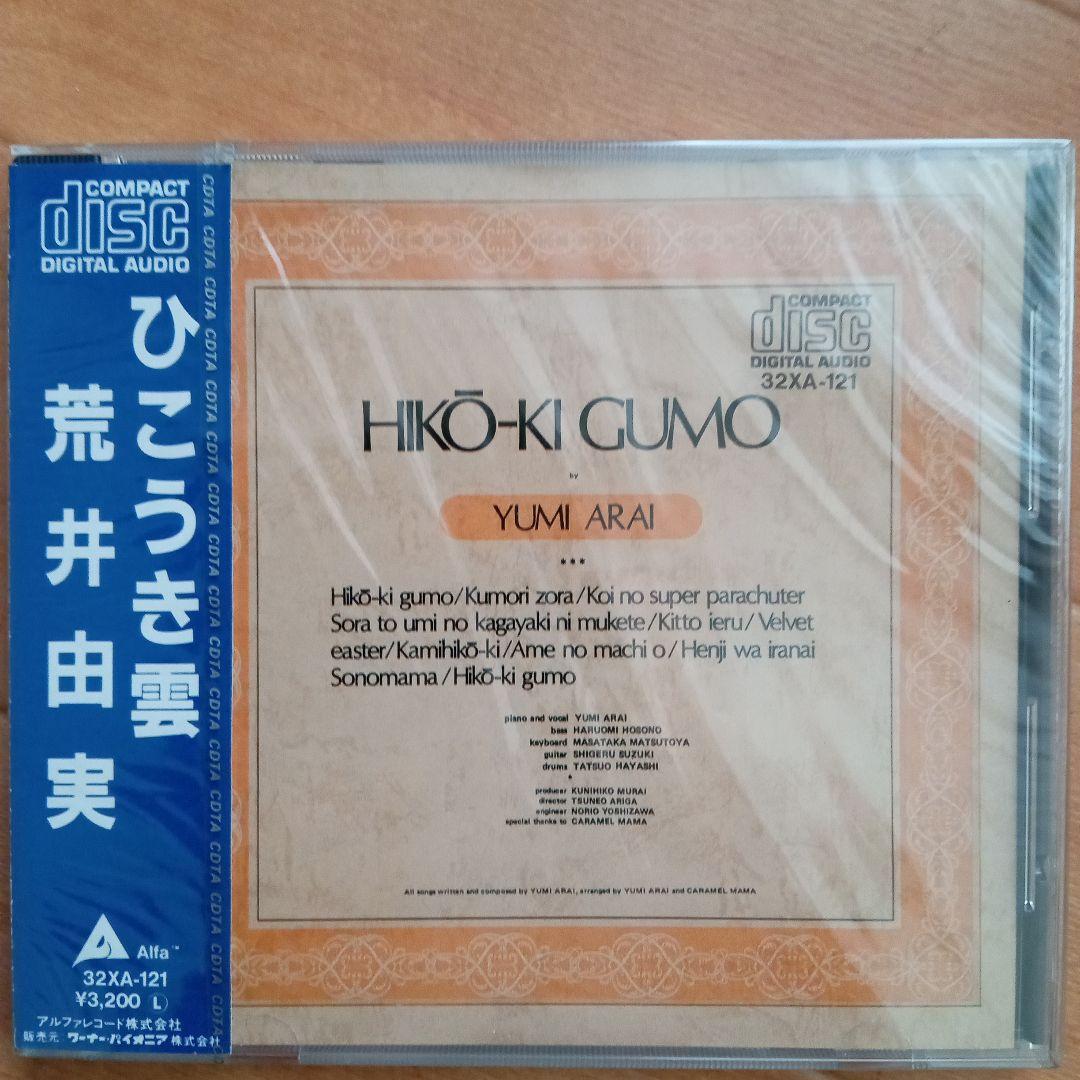 COMPACT
disc
DIGITAL AUDIO
ひこうき雲
荒井由実
CDTA CDTA CDTA CDTA CDTA CDTA CDTA CDTA CDTA CDTA CDTA CDTA CDTA CDTA CDTA CDTA CDTA
Alfa™
32XA-121
¥3,200 Ⓛ
アルファレコード株式会社
販売元 ワーナー・パイオニア株式会社
COMPACT
disc
DIGITAL AUDIO
32XA-121
HIKŌ-KI GUMO
by
YUMI ARAI
***
Hikō-ki gumo/Kumori zora/Koi no super parachuter
Sora to umi no kagayaki ni mukete/Kitto ieru/Velvet
easter/Kamihikō-ki/Ame no machi o/Henji wa iranai
Sonomama/Hikō-ki gumo
piano and vocal YUMI ARAI
bass HARUOMI HOSONO
keyboard MASATAKA MATSUTOYA
guitar SHIGERU SUZUKI
drums TATSUO HAYASHI
*
producer KUNIHIKO MURAI
director TSUNEO ARIGA
engineer NORIO YOSHIZAWA
special thanks to CARAMEL MAMA
All songs written and composed by YUMI ARAI, arranged by YUMI ARAI and CARAMEL MAMA